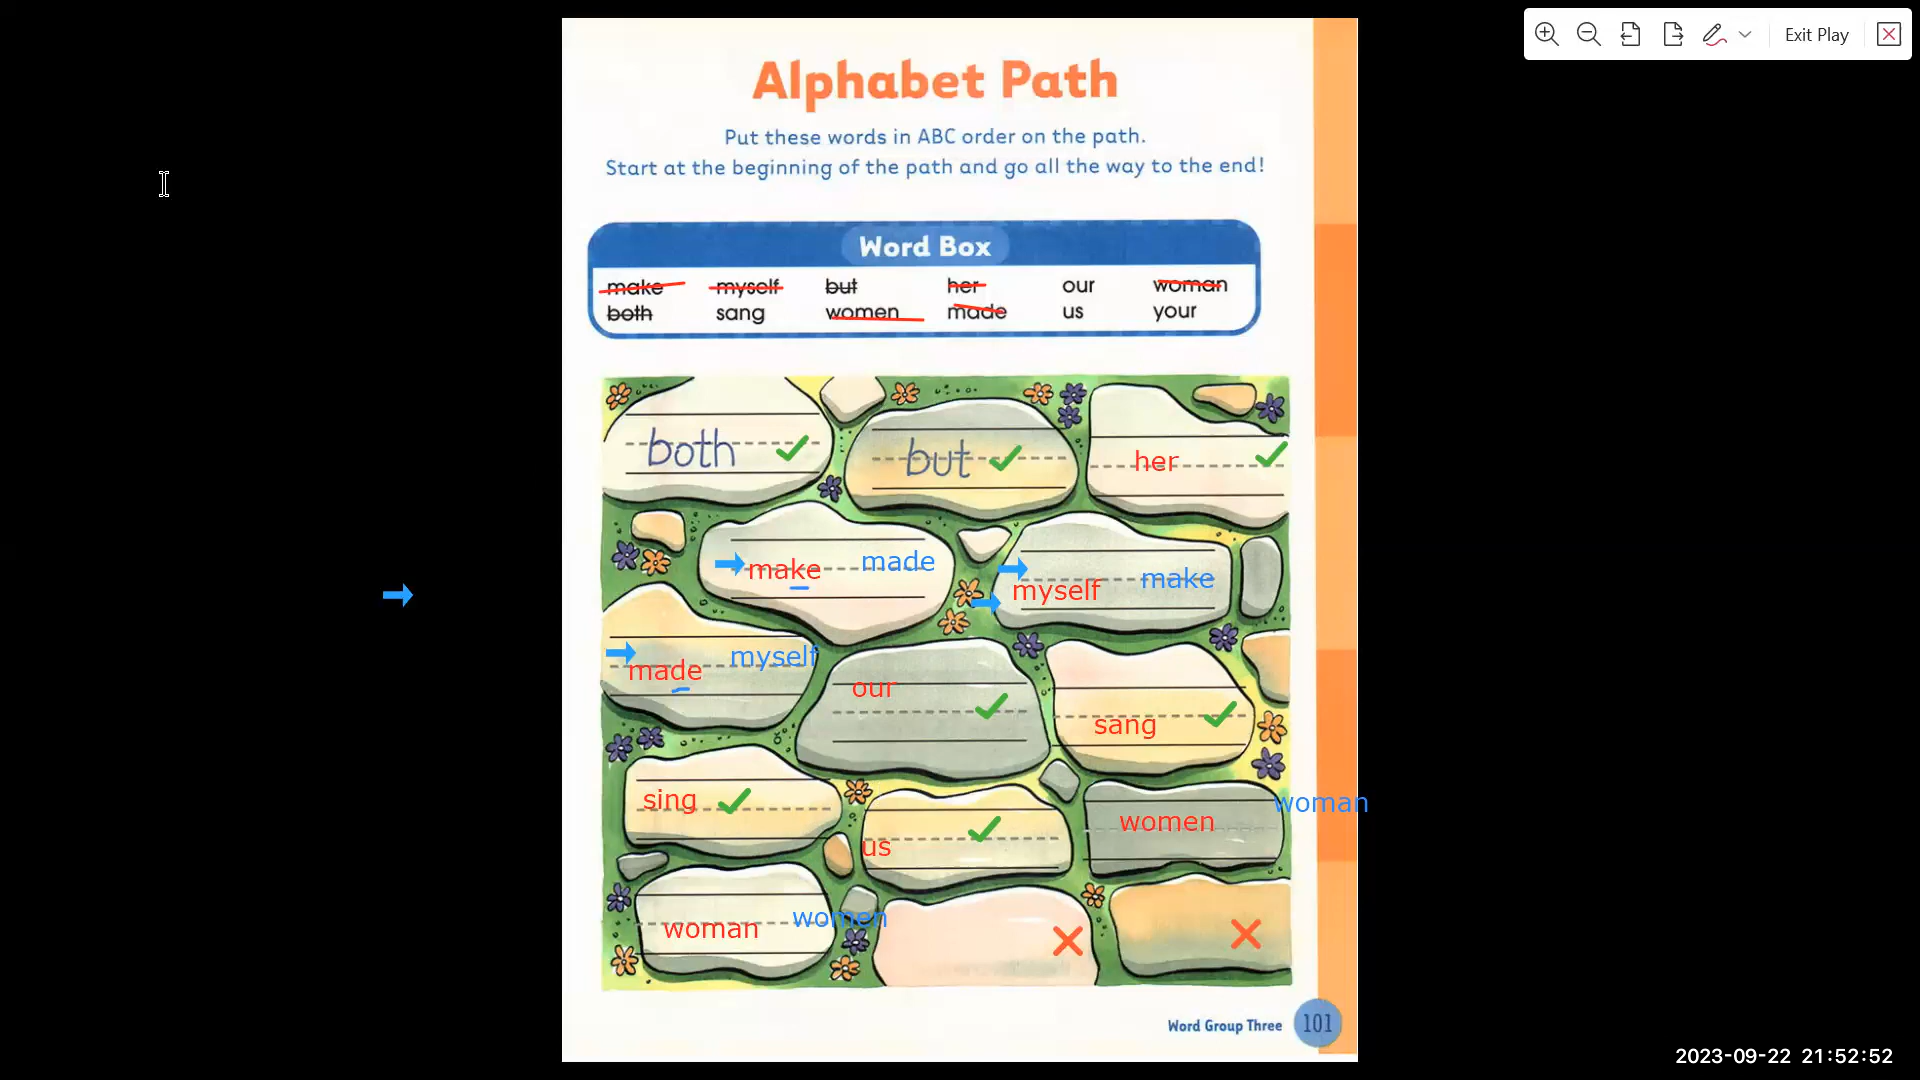 Exit Play
Alphabet Path
Put these words in ABC order on the path.
Start at the beginning of the path and go all the way to the end!
Word Box
make myself but her our woman
both sang women made us your
both but her
make made myself make
made myself our sang
sing us women woman
woman women
Word Group Three 101
2023-09-22 21:52:52